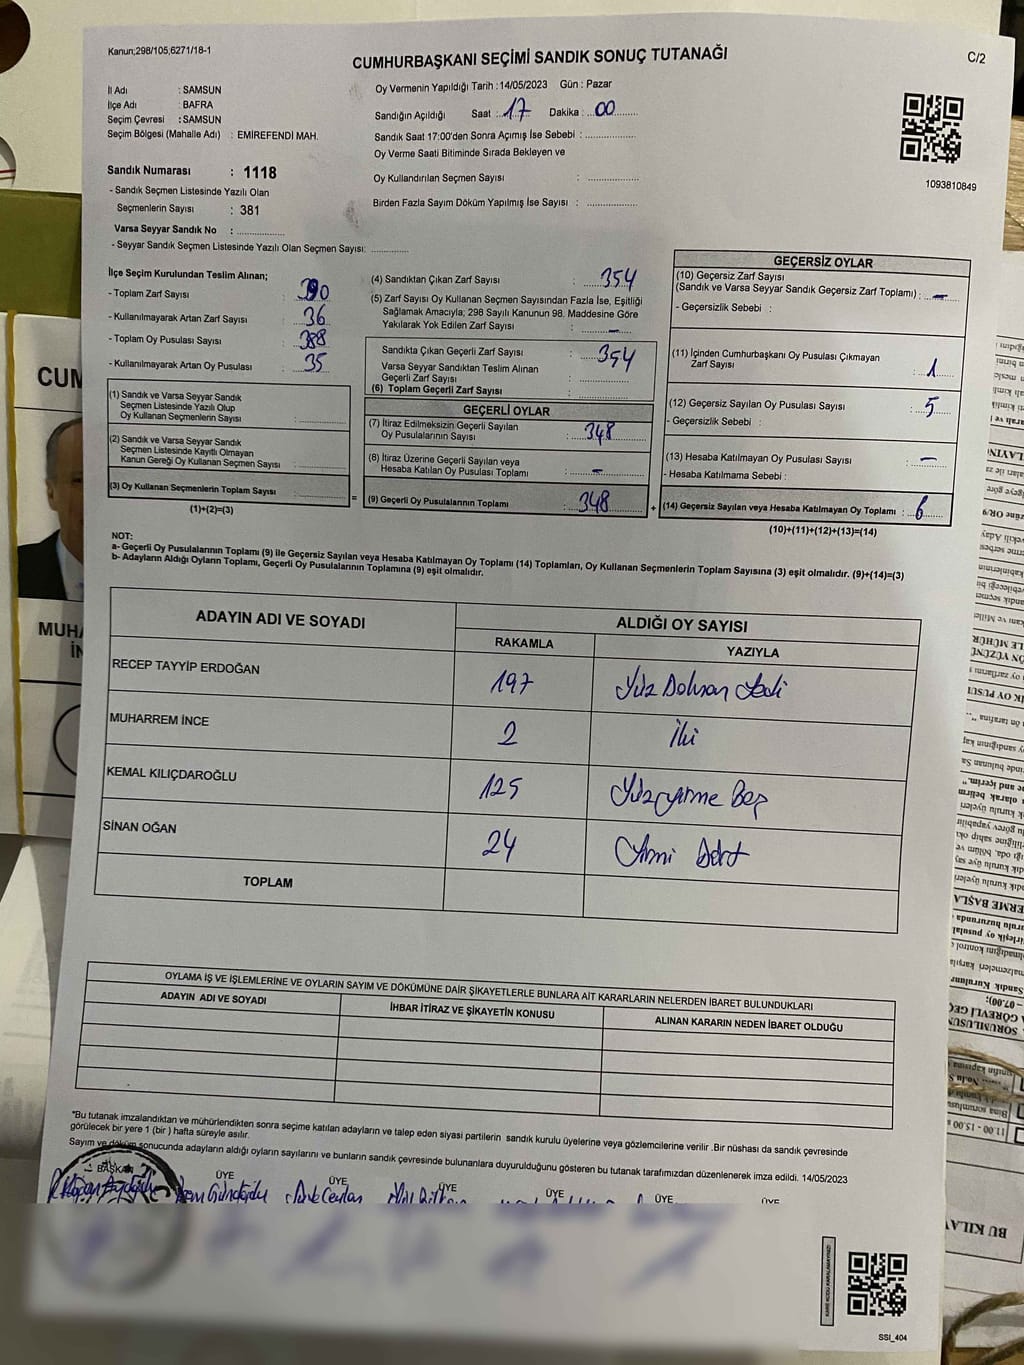 Kanun;298/105,6271/18-1
CUMHURBAŞKANI SEÇİMİ SANDIK SONUÇ TUTANAĞI
C/2
İl Adı : SAMSUN
İlçe Adı : BAFRA
Seçim Çevresi : SAMSUN
Seçim Bölgesi (Mahalle Adı) : EMİREFENDİ MAH.
Sandık Numarası : 1118
- Sandık Seçmen Listesinde Yazılı Olan
Seçmenlerin Sayısı : 381
Varsa Seyyar Sandık No : ..............
- Seyyar Sandık Seçmen Listesinde Yazılı Olan Seçmen Sayısı: ............
Oy Vermenin Yapıldığı Tarih : 14/05/2023 Gün : Pazar
Sandığın Açıldığı Saat : 17 Dakika : 00
Sandık Saat 17:00'den Sonra Açımış İse Sebebi : ..............
Oy Verme Saati Bitiminde Sırada Bekleyen ve
Oy Kullandırılan Seçmen Sayısı : ..............
Birden Fazla Sayım Döküm Yapılmış İse Sayısı : ..............
1093810849
İlçe Seçim Kurulundan Teslim Alınan;
- Toplam Zarf Sayısı : 390
- Kullanılmayarak Artan Zarf Sayısı : 36
- Toplam Oy Pusulası Sayısı : 388
- Kullanılmayarak Artan Oy Pusulası : 35
(1) Sandık ve Varsa Seyyar Sandık
Seçmen Listesinde Yazılı Olup
Oy Kullanan Seçmenlerin Sayısı : ..............
(2) Sandık ve Varsa Seyyar Sandık
Seçmen Listesinde Kayıtlı Olmayan
Kanun Gereği Oy Kullanan Seçmen Sayısı : ..............
(3) Oy Kullanan Seçmenlerin Toplam Sayısı : ..............
(1)+(2)=(3)
=
(4) Sandıktan Çıkan Zarf Sayısı : 354
(5) Zarf Sayısı Oy Kullanan Seçmen Sayısından Fazla İse, Eşitliği
Sağlamak Amacıyla; 298 Sayılı Kanunun 98. Maddesine Göre
Yakılarak Yok Edilen Zarf Sayısı : –
Sandıkta Çıkan Geçerli Zarf Sayısı : 354
Varsa Seyyar Sandıktan Teslim Alınan
Geçerli Zarf Sayısı : ..............
(6) Toplam Geçerli Zarf Sayısı : ..............
GEÇERLİ OYLAR
(7) İtiraz Edilmeksizin Geçerli Sayılan
Oy Pusulalarının Sayısı : 348
(8) İtiraz Üzerine Geçerli Sayılan veya
Hesaba Katılan Oy Pusulası Toplamı : –
(9) Geçerli Oy Pusulalarının Toplamı : 348
+
GEÇERSİZ OYLAR
(10) Geçersiz Zarf Sayısı
(Sandık ve Varsa Seyyar Sandık Geçersiz Zarf Toplamı) : –
- Geçersizlik Sebebi :
(11) İçinden Cumhurbaşkanı Oy Pusulası Çıkmayan
Zarf Sayısı : 1
(12) Geçersiz Sayılan Oy Pusulası Sayısı : 5
- Geçersizlik Sebebi :
(13) Hesaba Katılmayan Oy Pusulası Sayısı : –
- Hesaba Katılmama Sebebi :
(14) Geçersiz Sayılan veya Hesaba Katılmayan Oy Toplamı : 6
(10)+(11)+(12)+(13)=(14)
NOT:
a- Geçerli Oy Pusulalarının Toplamı (9) ile Geçersiz Sayılan veya Hesaba Katılmayan Oy Toplamı (14) Toplamları, Oy Kullanan Seçmenlerin Toplam Sayısına (3) eşit olmalıdır. (9)+(14)=(3)
b- Adayların Aldığı Oyların Toplamı, Geçerli Oy Pusulalarının Toplamına (9) eşit olmalıdır.
ADAYIN ADI VE SOYADI
ALDIĞI OY SAYISI
RAKAMLA YAZIYLA
RECEP TAYYİP ERDOĞAN 197 Yüz Doksan Yedi
MUHARREM İNCE 2 İki
KEMAL KILIÇDAROĞLU 125 Yüzyirme Beş
SİNAN OĞAN 24 Yirmi Dört
TOPLAM
OYLAMA İŞ VE İŞLEMLERİNE VE OYLARIN SAYIM VE DÖKÜMÜNE DAİR ŞİKAYETLERLE BUNLARA AİT KARARLARIN NELERDEN İBARET BULUNDUKLARI
ADAYIN ADI VE SOYADI İHBAR İTİRAZ VE ŞİKAYETİN KONUSU ALINAN KARARIN NEDEN İBARET OLDUĞU
*Bu tutanak imzalandıktan ve mühürlendikten sonra seçime katılan adayların ve talep eden siyasi partilerin sandık kurulu üyelerine veya gözlemcilerine verilir .Bir nüshası da sandık çevresinde
görülecek bir yere 1 (bir ) hafta süreyle asılır.
Sayım ve döküm sonucunda adayların aldığı oyların sayılarını ve bunların sandık çevresinde bulunanlara duyurulduğunu gösteren bu tutanak tarafımızdan düzenlenerek imza edildi. 14/05/2023
BAŞKAN ÜYE ÜYE ÜYE ÜYE ÜYE ÜYE
SSI_404
CUM
MUHA
İN
BU KILAV